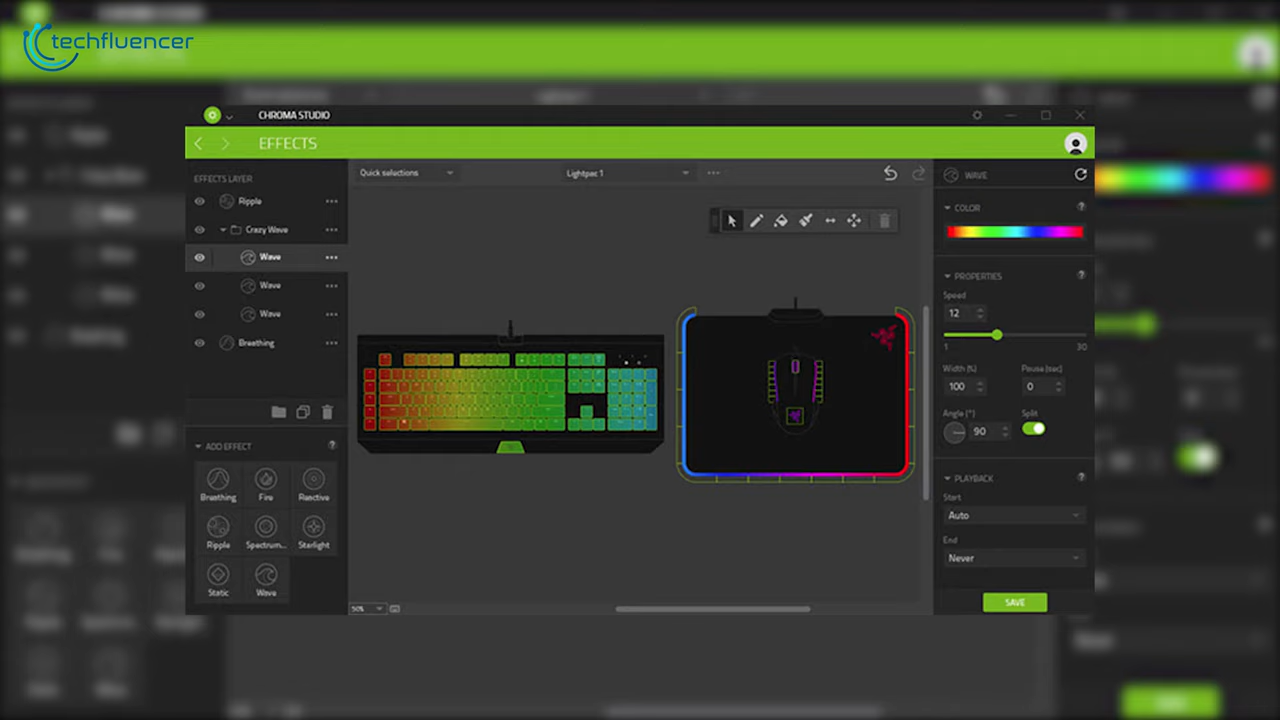 techfluencer
CHROMA STUDIO
EFFECTS
EFFECTS LAYER
Ripple
Crazy Wave
Wave
Wave
Wave
Breathing
ADD EFFECT
Breathing
Fire
Reactive
Ripple
Spectrum...
Starlight
Static
Wave
Quick selections
Lightpac 1
50%
WAVE
COLOR
PROPERTIES
Speed
12
1 30
Width (%) Pause (sec)
100 0
Angle (°) Split
90
PLAYBACK
Start
Auto
End
Never
SAVE